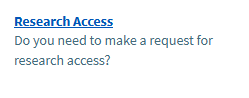 Research Access
Do you need to make a request for
research access?